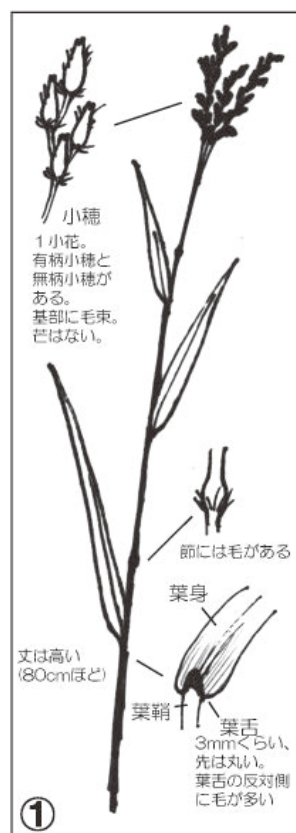 小穂
1小花。
有柄小穂と
無柄小穂が
ある。
基部に毛束。
芒はない。
節には毛がある
葉身
丈は高い
(80cmほど)
葉鞘
葉舌
3mmくらい、
先は丸い。
葉舌の反対側
に毛が多い
①